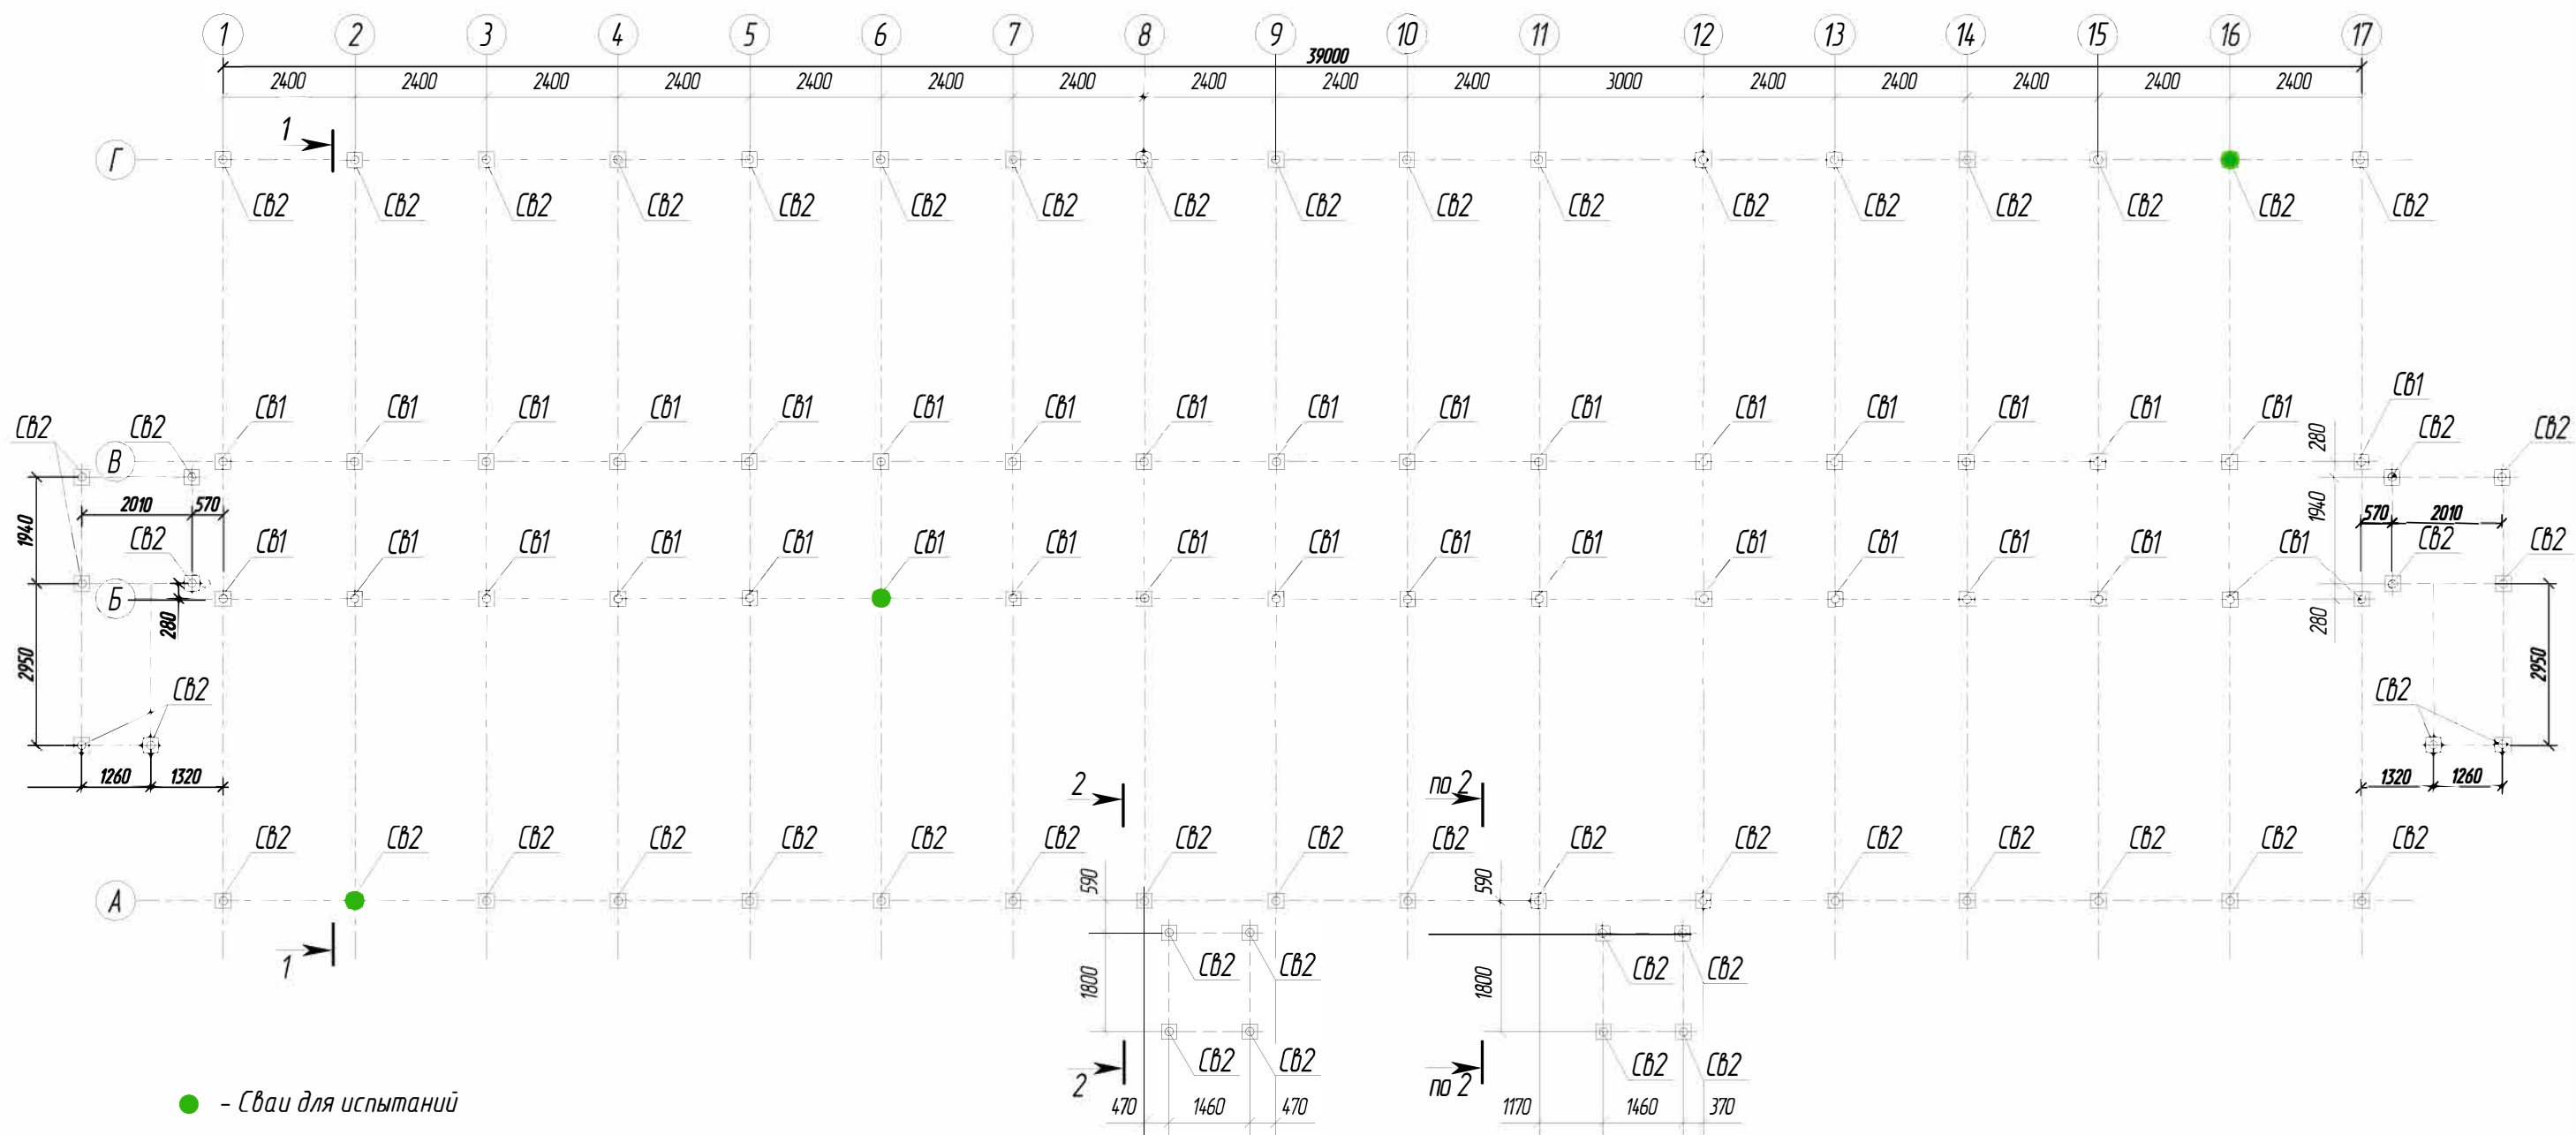 1 2 3 4 5 6 7 8 9 10 11 12 13 14 15 16 17
39000
2400 2400 2400 2400 2400 2400 2400 2400 2400 2400 3000 2400 2400 2400 2400 2400
1
Г
Св2 Св2 Св2 Св2 Св2 Св2 Св2 Св2 Св2 Св2 Св2 Св2 Св2 Св2 Св2 Св2 Св2
Св1
Св1 Св1 Св1 Св1 Св1 Св1 Св1 Св1 Св1 Св1 Св1 Св1 Св1 Св1 Св1 Св1
Св2 Св2 280 Св2 Св2
В
2010 570 1940 570 2010
1940
Св2 Св1 Св1 Св1 Св1 Св1 Св1 Св1 Св1 Св1 Св1 Св1 Св1 Св1 Св1 Св1 Св1 Св2 Св2
Б
280 280
2950 2950
Св2 Св2
1260 1320 1320 1260
2 по 2
Св2 Св2 Св2 Св2 Св2 Св2 Св2 Св2 Св2 Св2 Св2 Св2 Св2 Св2 Св2 Св2 Св2
590 590
А
1
Св2 Св2 Св2 Св2
1800 1800
Св2 Св2 Св2 Св2
2 по 2
- Сваи для испытаний
470 1460 470 1170 1460 370